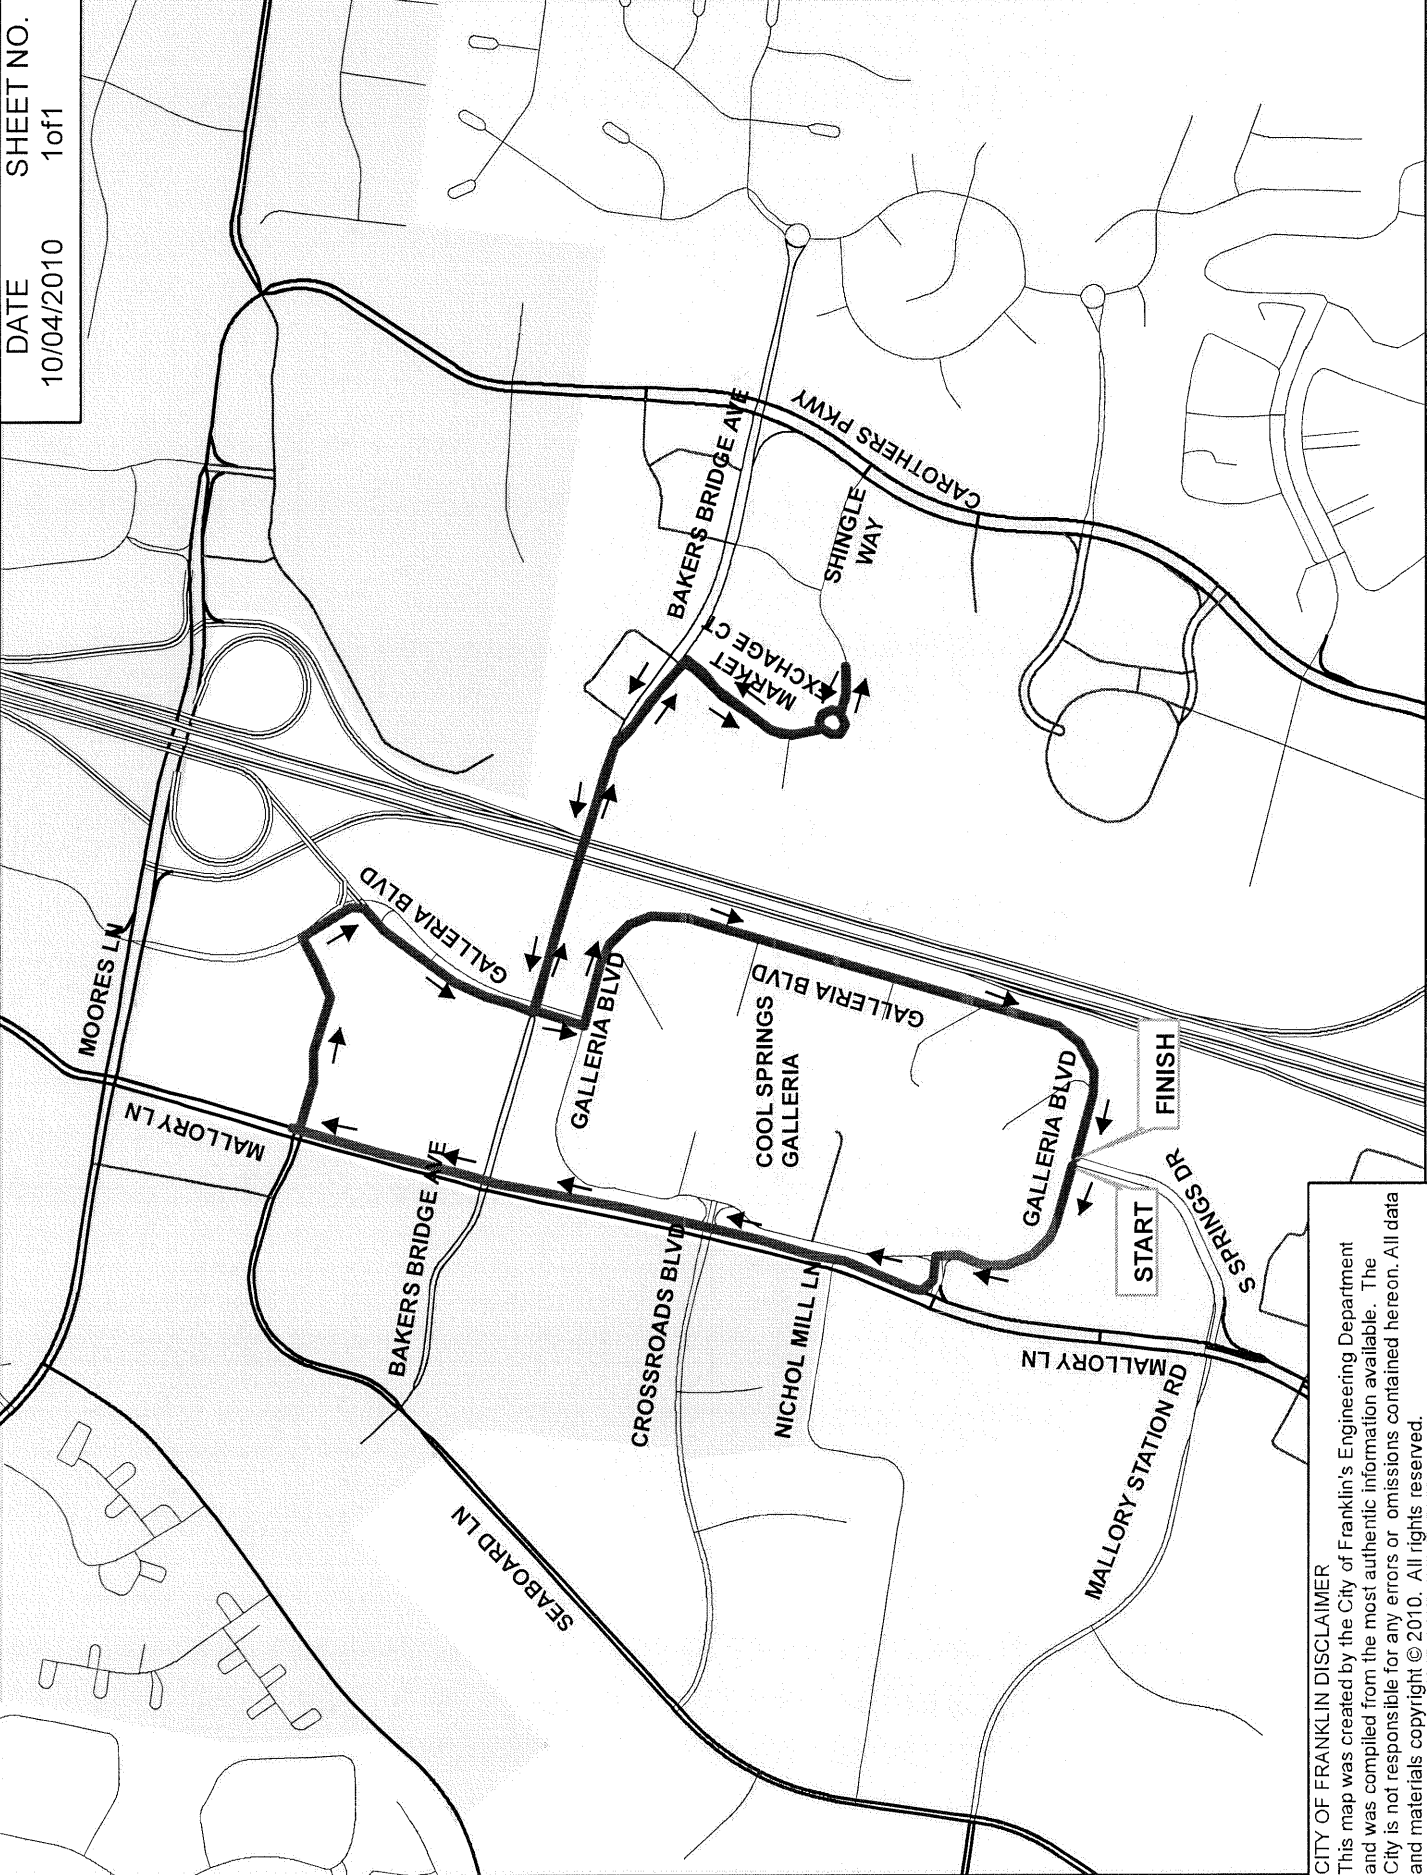 DATE
SHEET NO.
10/04/2010
1of1
MOORES LN
MALLORY LN
GALLERIA BLVD
GALLERIA BLVD
BAKERS BRIDGE AVE
BAKERS BRIDGE AVE
CAROTHERS PKWY
SHINGLE
WAY
MARKET
EXCHAGE CT
GALLERIA BLVD
GALLERIA BLVD
COOL SPRINGS
GALLERIA
GALLERIA BLVD
FINISH
START
S SPRINGS DR
CROSSROADS BLVD
NICHOL MILL LN
MALLORY LN
MALLORY STATION RD
SEABOARD LN
CITY OF FRANKLIN DISCLAIMER
This map was created by the City of Franklin's Engineering Department
and was compiled from the most authentic information available. The
City is not responsible for any errors or omissions contained hereon. All data
and materials copyright © 2010. All rights reserved.